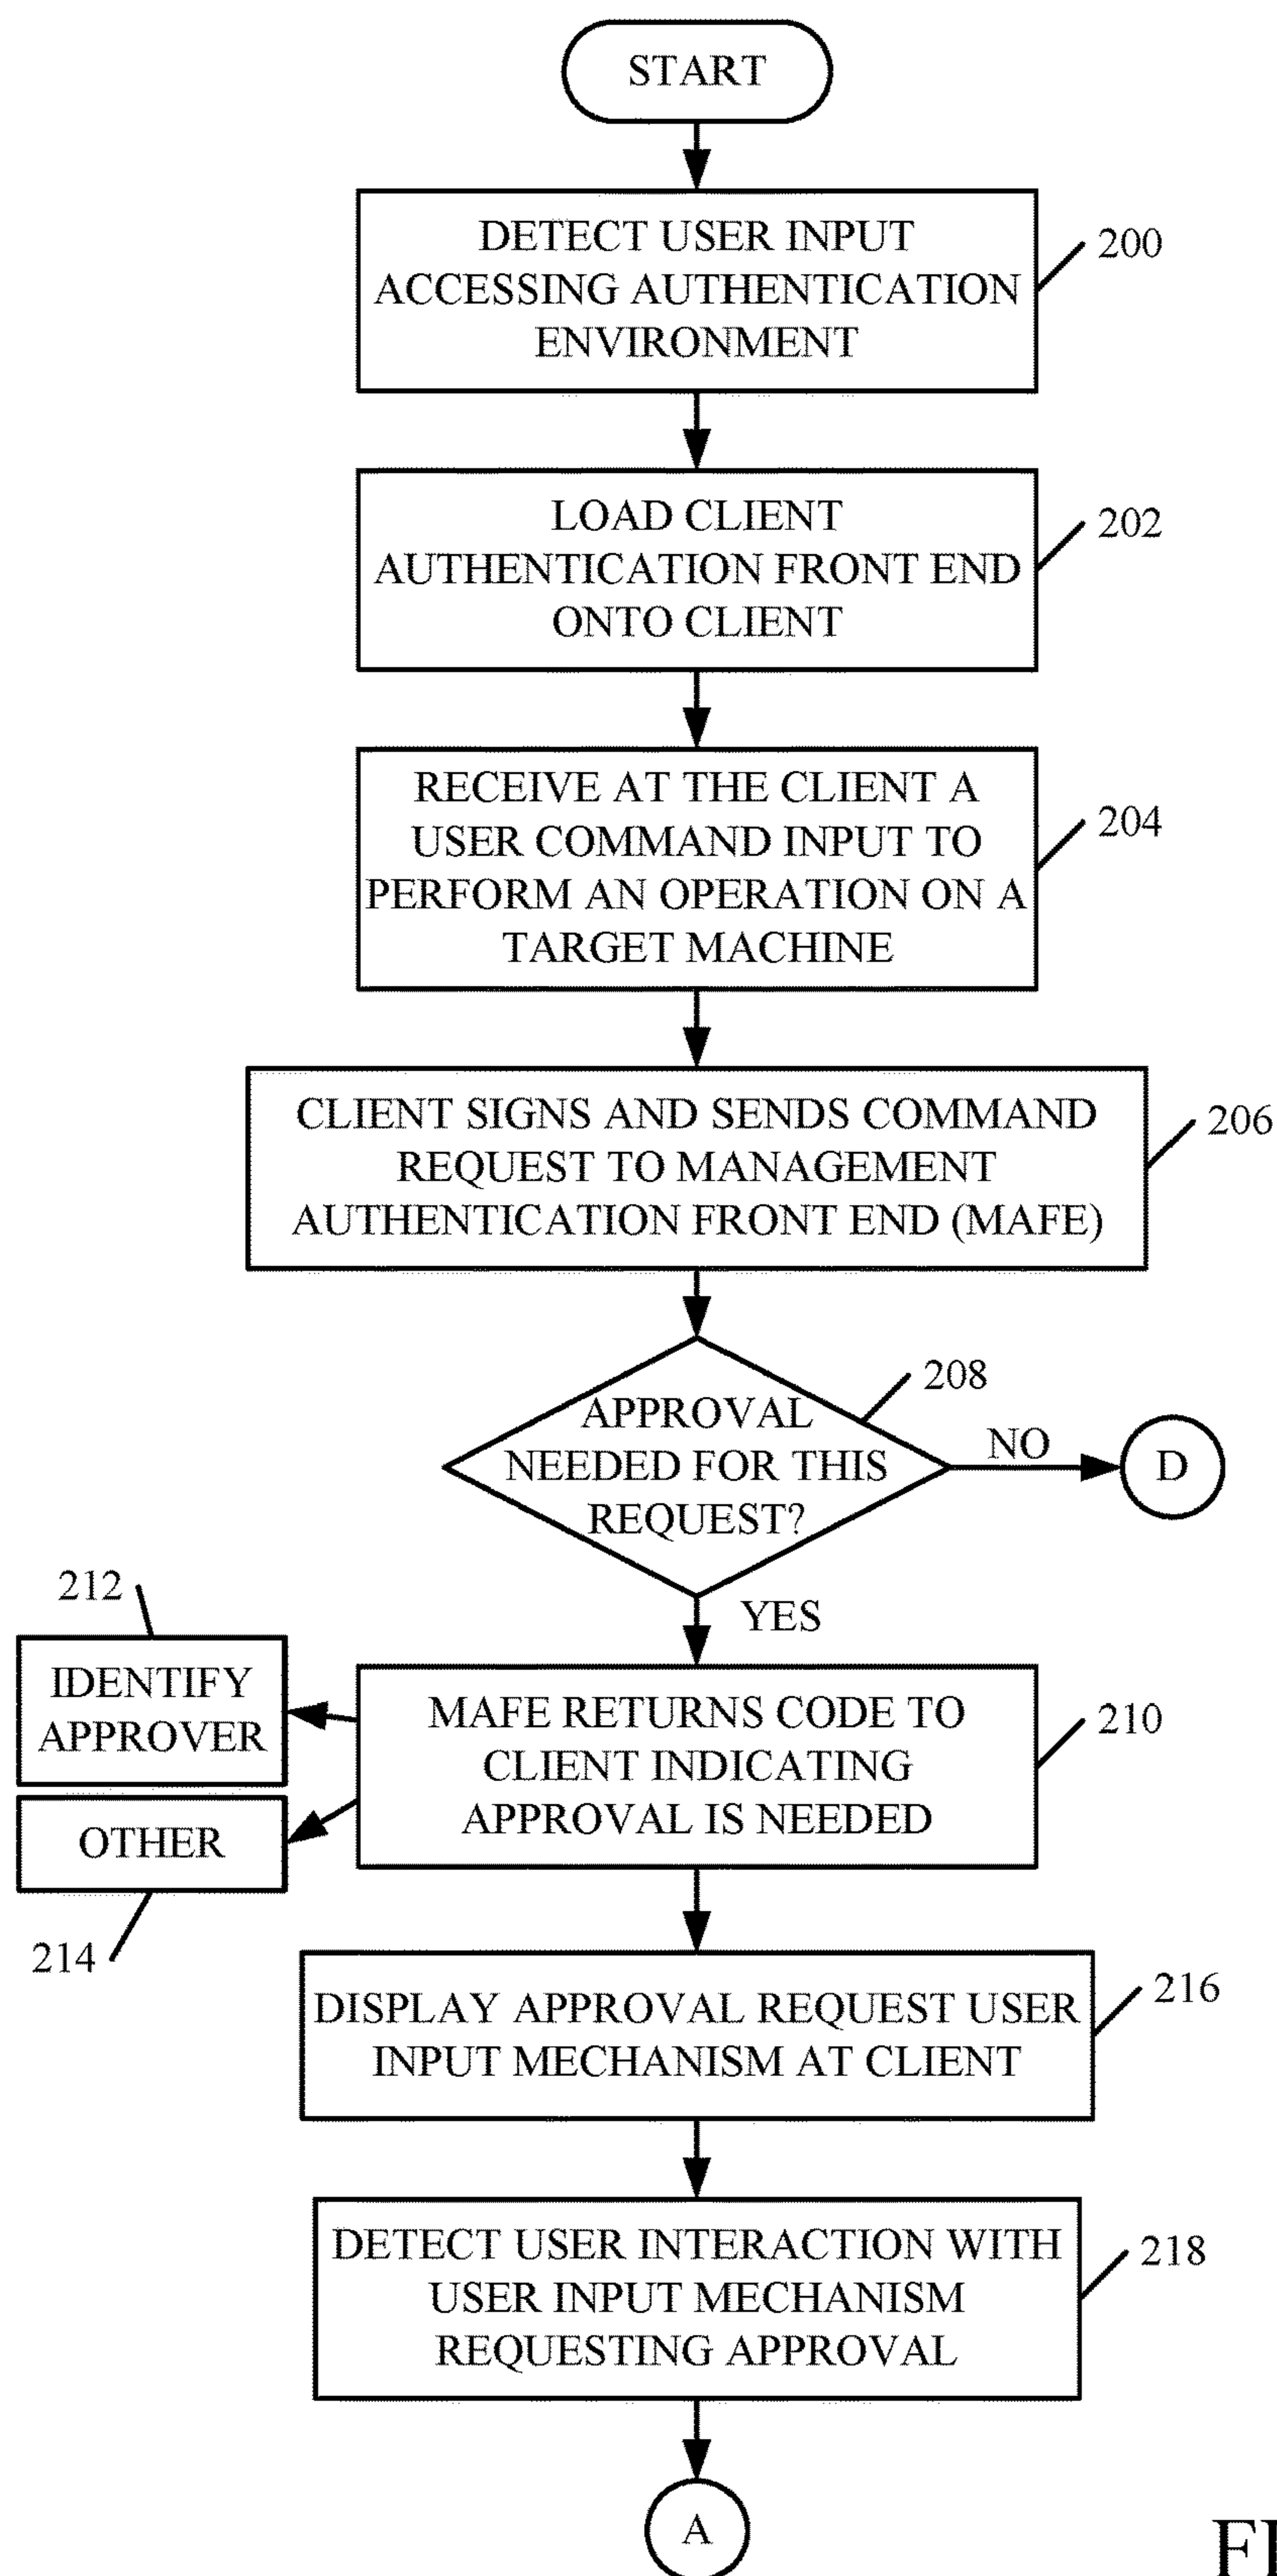 START
DETECT USER INPUT
ACCESSING AUTHENTICATION
ENVIRONMENT
200
LOAD CLIENT
AUTHENTICATION FRONT END
ONTO CLIENT
202
RECEIVE AT THE CLIENT A
USER COMMAND INPUT TO
PERFORM AN OPERATION ON A
TARGET MACHINE
204
CLIENT SIGNS AND SENDS COMMAND
REQUEST TO MANAGEMENT
AUTHENTICATION FRONT END (MAFE)
206
APPROVAL
NEEDED FOR THIS
REQUEST?
208
NO
D
YES
212
IDENTIFY
APPROVER
OTHER
214
MAFE RETURNS CODE TO
CLIENT INDICATING
APPROVAL IS NEEDED
210
DISPLAY APPROVAL REQUEST USER
INPUT MECHANISM AT CLIENT
216
DETECT USER INTERACTION WITH
USER INPUT MECHANISM
REQUESTING APPROVAL
218
A